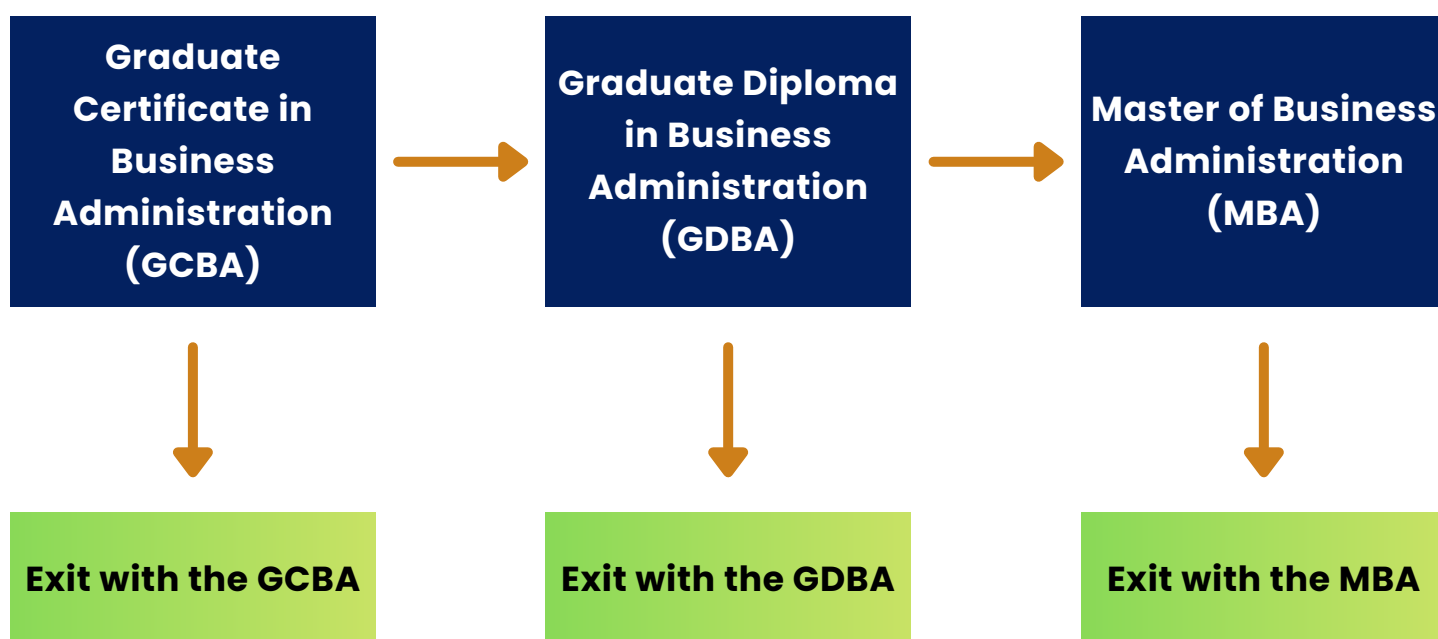 Graduate
Certificate in
Business
Administration
(GCBA)
Graduate Diploma
in Business
Administration
(GDBA)
Master of Business
Administration
(MBA)
Exit with the GCBA
Exit with the GDBA
Exit with the MBA